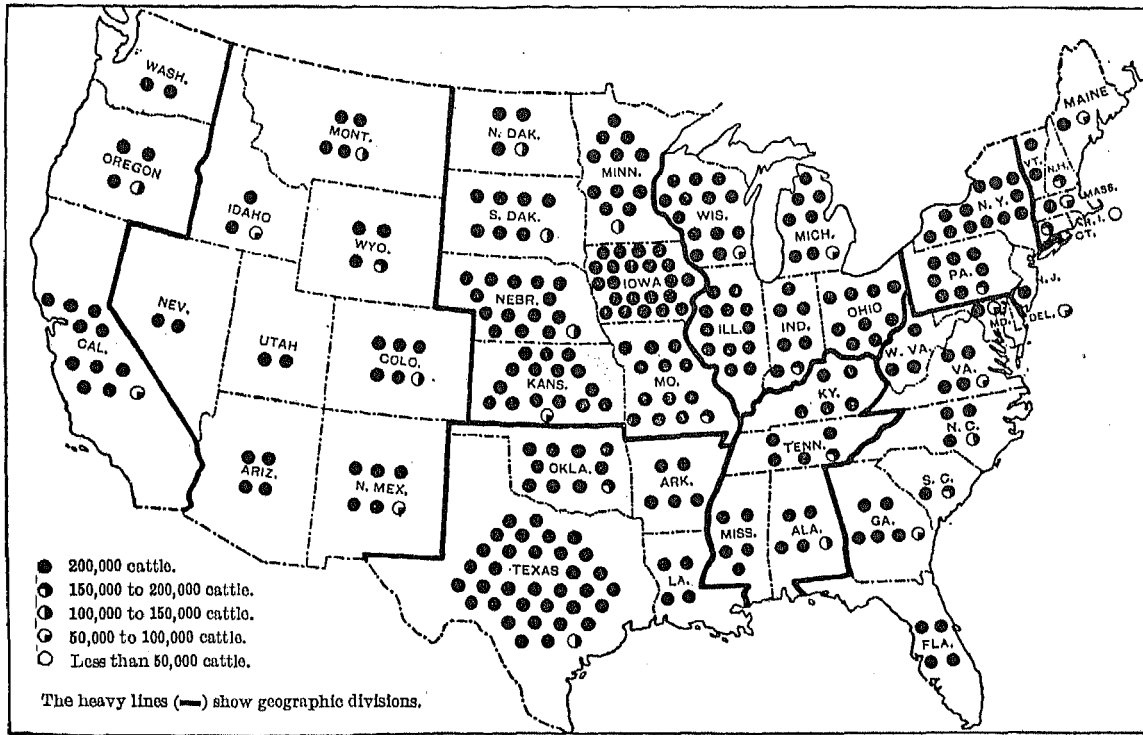 WASH.
MONT.
N. DAK.
MINN.
MAINE
OREGON
IDAHO
WYO.
S. DAK.
WIS.
MICH.
N.Y.
VT.
N.H.
MASS.
R. I.
CT.
NEBR.
IOWA
PA.
N.J.
NEV.
UTAH
COLO.
KANS.
MO.
ILL.
IND.
OHIO
W. VA.
MD.
DEL.
VA.
CAL.
KY.
N.C.
TENN.
ARIZ.
N. MEX.
OKLA.
ARK.
S. C.
MISS.
ALA.
GA.
TEXAS
LA.
FLA.
200,000 cattle.
150,000 to 200,000 cattle.
100,000 to 150,000 cattle.
50,000 to 100,000 cattle.
Less than 50,000 cattle.
The heavy lines (━) show geographic divisions.